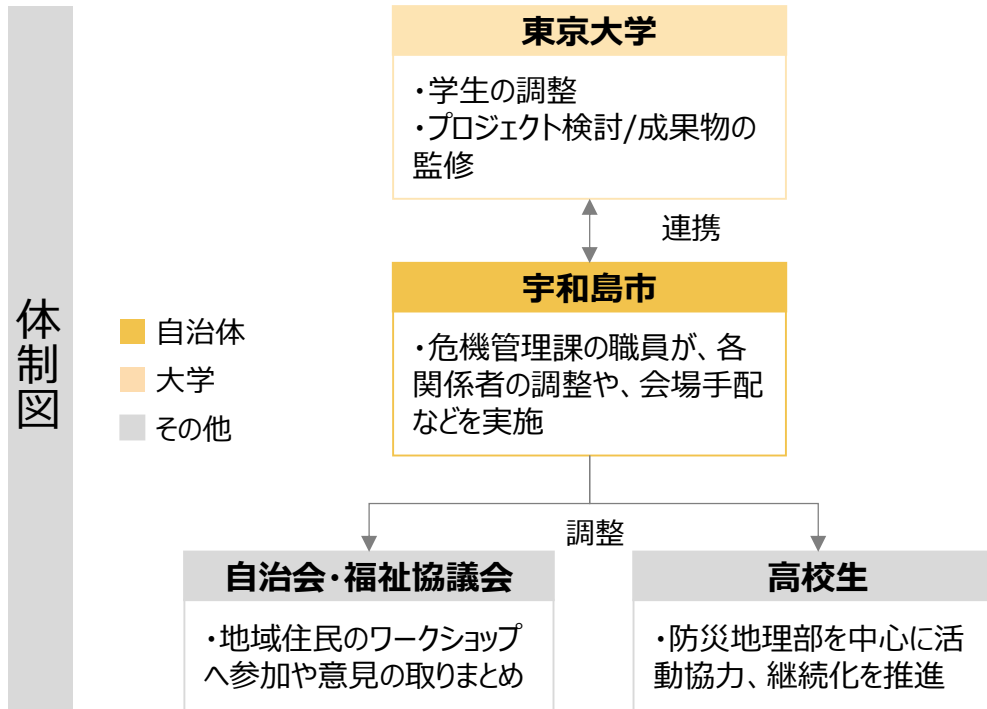 体制図
東京大学
・学生の調整
・プロジェクト検討/成果物の
監修
連携
宇和島市
・危機管理課の職員が、各
関係者の調整や、会場手配
などを実施
自治体
大学
その他
調整
自治会・福祉協議会
・地域住民のワークショップ
へ参加や意見の取りまとめ
高校生
・防災地理部を中心に活
動協力、継続化を推進